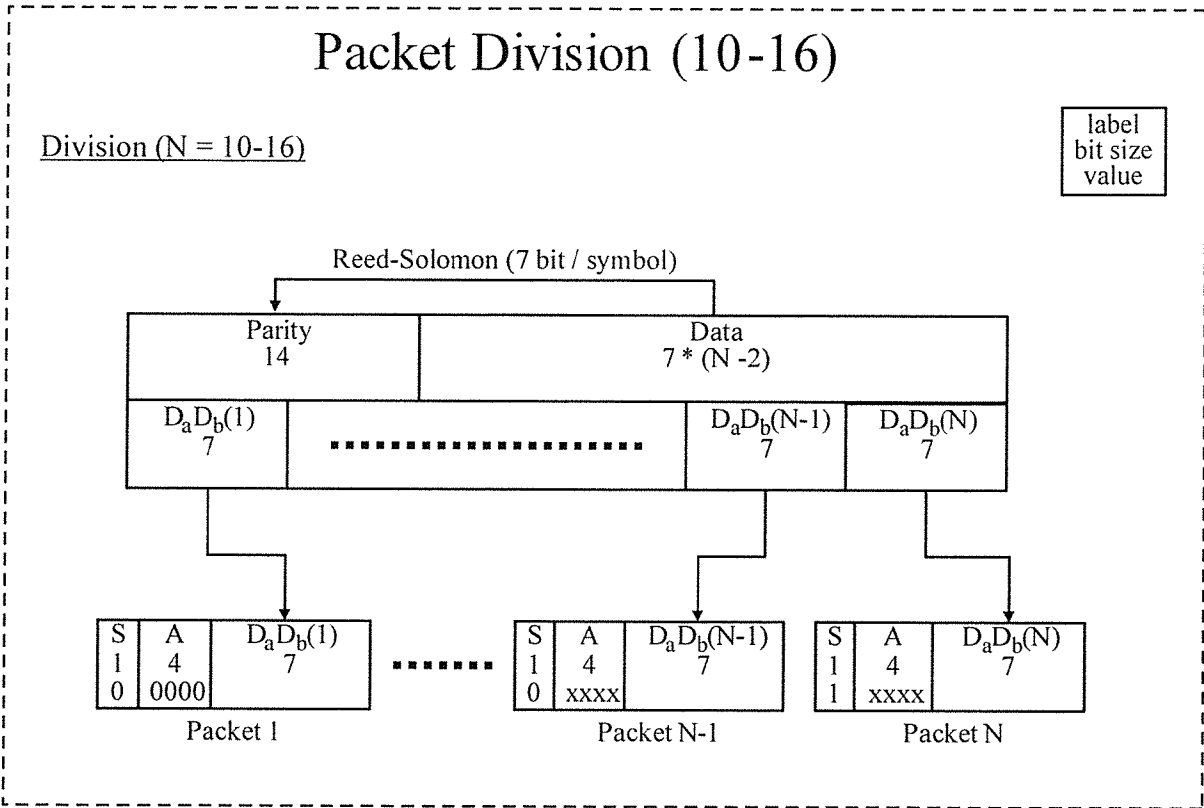 Packet Division (10-16)
Division (N = 10-16)
label
bit size
value
Reed-Solomon (7 bit / symbol)
Parity
14
Data
7 * (N -2)
DaDb(1)
7
DaDb(N-1)
7
DaDb(N)
7
S
1
0
A
4
0000
DaDb(1)
7
Packet 1
S
1
0
A
4
xxxx
DaDb(N-1)
7
Packet N-1
S
1
1
A
4
xxxx
DaDb(N)
7
Packet N